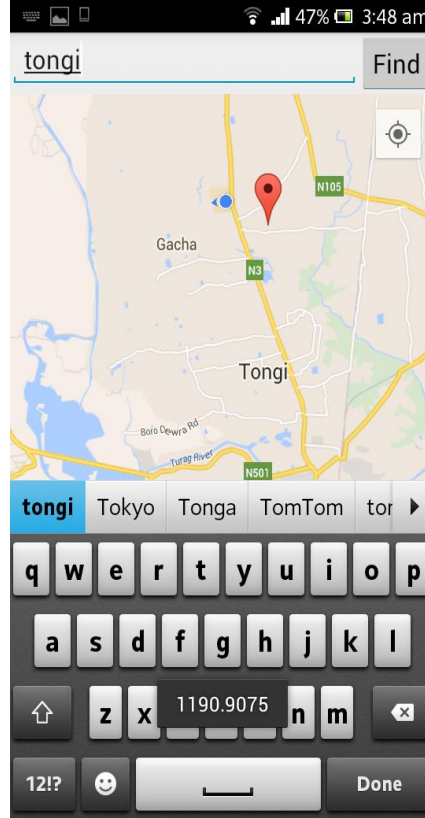 47% 3:48 am
tongi Find
N105
Gacha
N3
Tongi
Boro Dewra Rd
Turag River
N501
tongi Tokyo Tonga TomTom tor
q w e r t y u i o p
a s d f g h j k l
z x n m
1190.9075
12!? Done